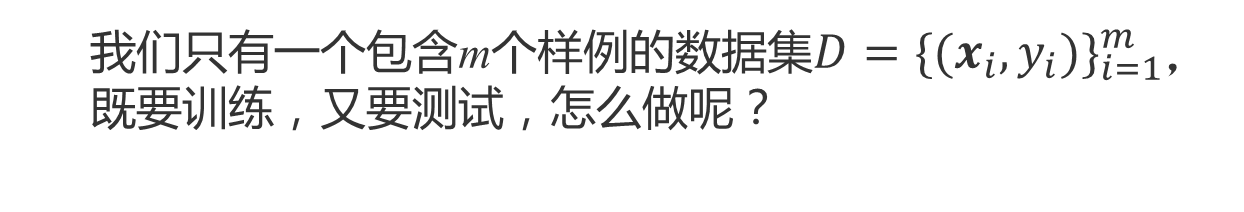 我们只有一个包含m个样例的数据集D = {(xᵢ, yᵢ)}ᵢ₌₁ᵐ，
既要训练，又要测试，怎么做呢？